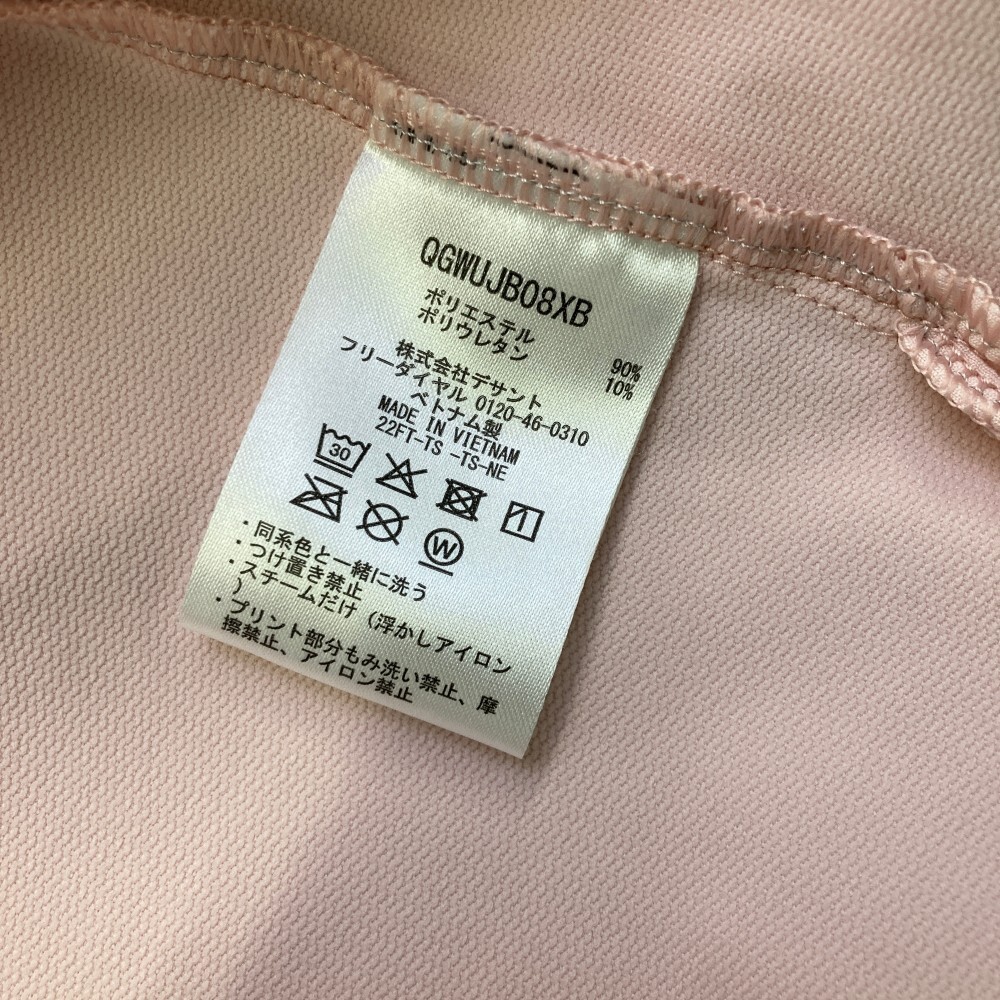 QGWUJB08XB
ポリエステル 90%
ポリウレタン 10%
株式会社デサント
フリーダイヤル 0120-46-0310
ベトナム製
MADE IN VIETNAM
22FT-TS -TS-NE
30
W
・同系色と一緒に洗う
・つけ置き禁止
・スチームだけ（浮かしアイロン
）
・プリント部分もみ洗い禁止、摩
擦禁止、アイロン禁止